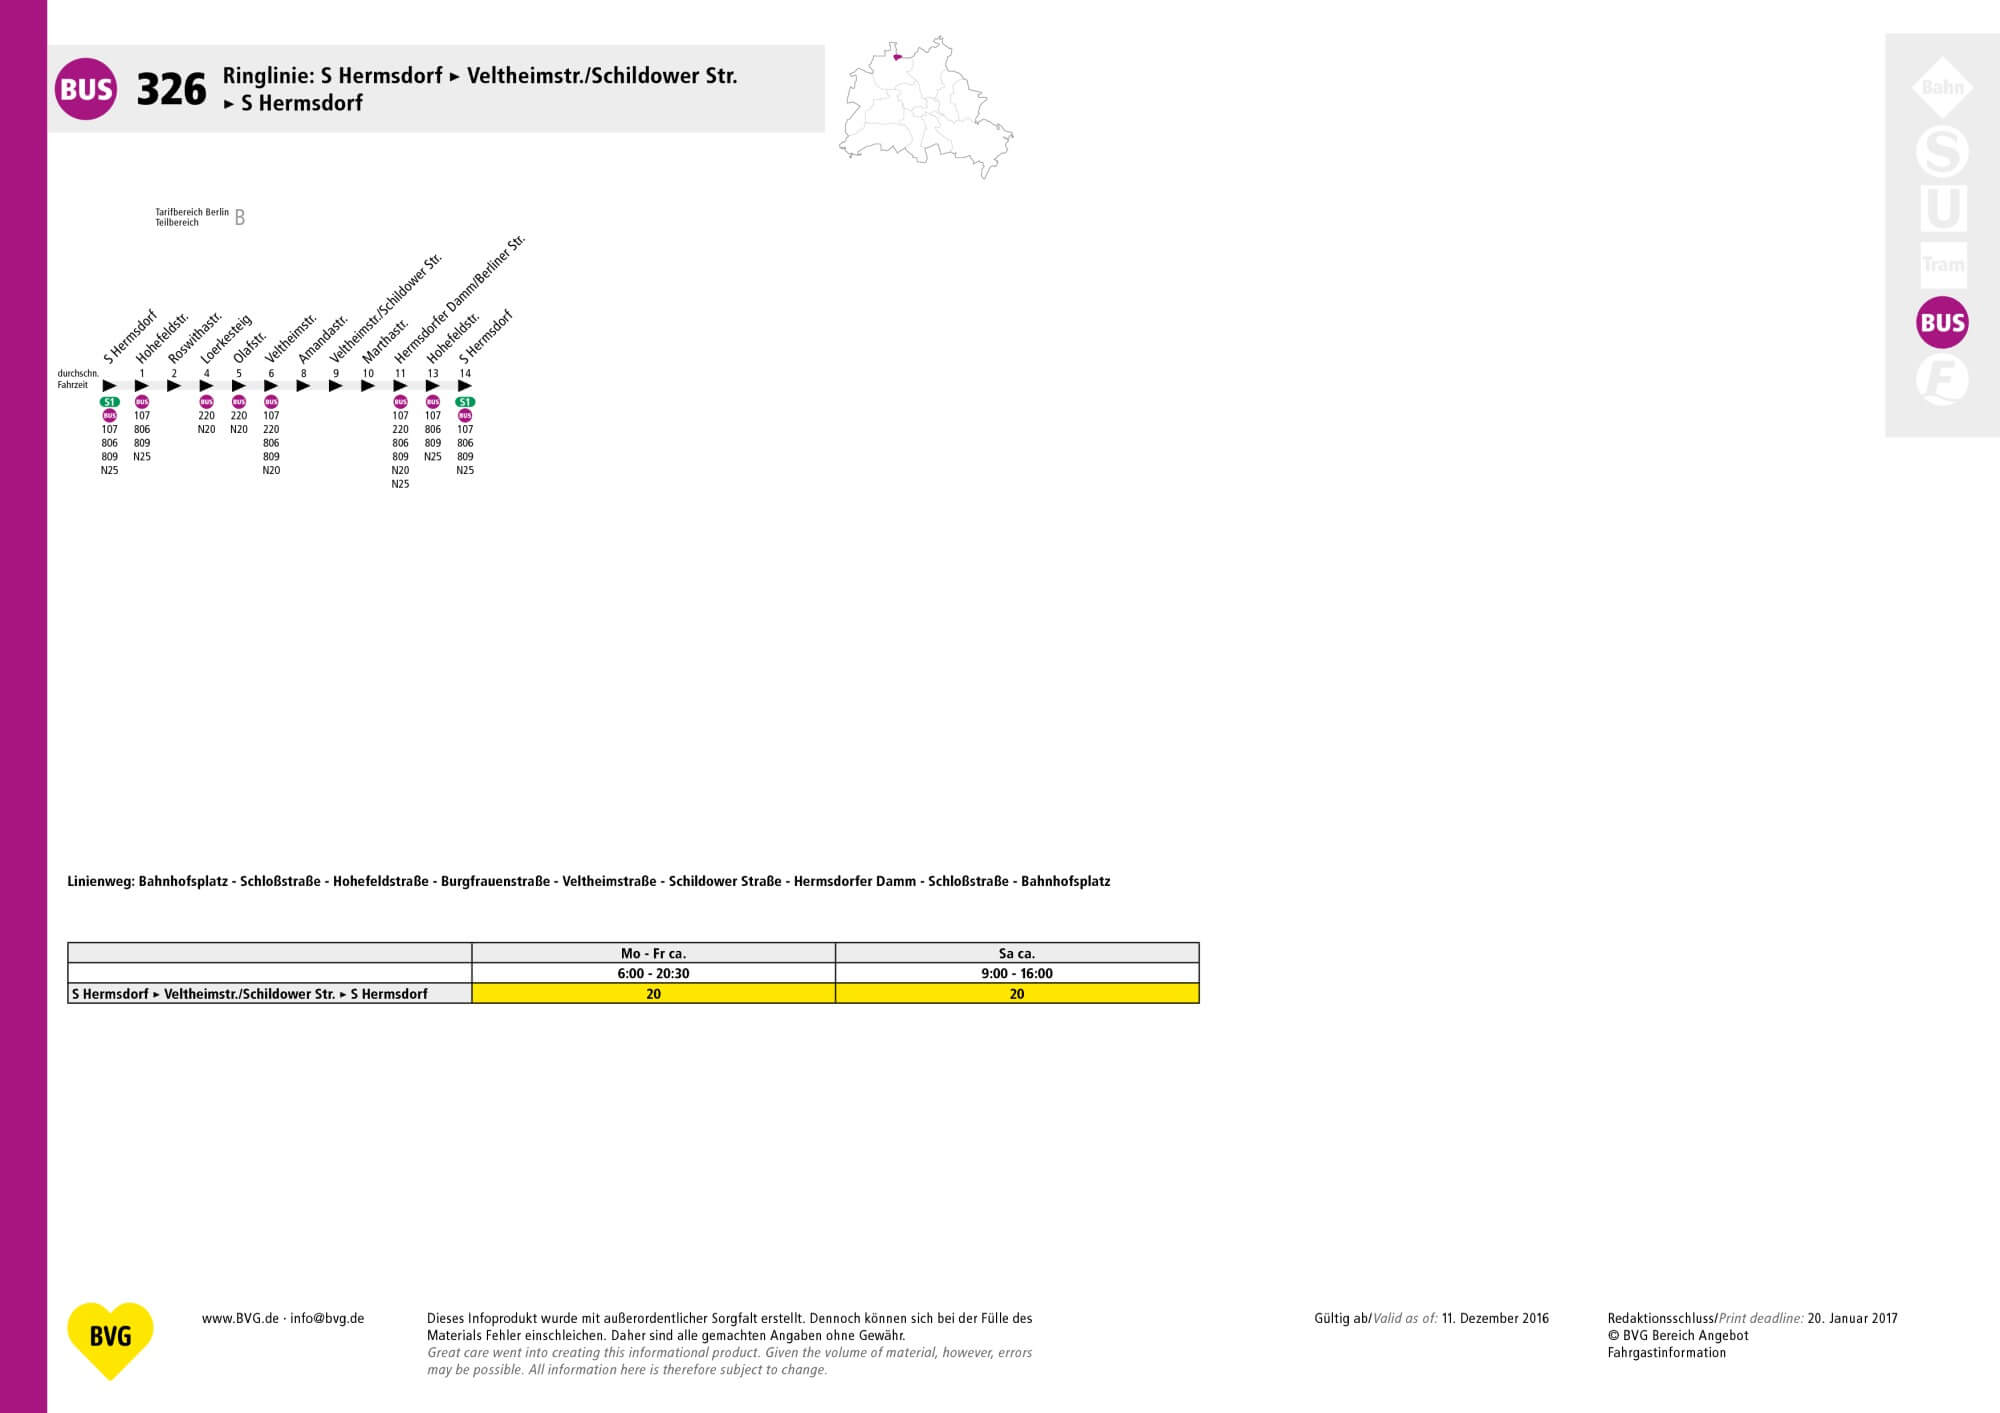 BUS 326 Ringlinie: S Hermsdorf ► Veltheimstr./Schildower Str.
► S Hermsdorf
Bahn
S
U
Tram
BUS
F
Tarifbereich Berlin
Teilbereich B
S Hermsdorf
Hohefeldstr.
Roswithastr.
Loerkesteig
Olafstr.
Veltheimstr.
Amandastr.
Veltheimstr./Schildower Str.
Marthastr.
Hermsdorfer Damm/Berliner Str.
Hohefeldstr.
S Hermsdorf
durchschn. 1 2 4 5 6 8 9 10 11 13 14
Fahrzeit
S1 BUS BUS BUS BUS BUS BUS S1
BUS 107 220 220 107 107 107 BUS
107 806 N20 N20 220 220 806 107
806 809 806 806 809 806
809 N25 809 809 N25 809
N25 N20 N20 N25
N25
Linienweg: Bahnhofsplatz - Schloßstraße - Hohefeldstraße - Burgfrauenstraße - Veltheimstraße - Schildower Straße - Hermsdorfer Damm - Schloßstraße - Bahnhofsplatz
Mo - Fr ca. Sa ca.
6:00 - 20:30 9:00 - 16:00
S Hermsdorf ► Veltheimstr./Schildower Str. ► S Hermsdorf 20 20
BVG
www.BVG.de · info@bvg.de
Dieses Infoprodukt wurde mit außerordentlicher Sorgfalt erstellt. Dennoch können sich bei der Fülle des
Materials Fehler einschleichen. Daher sind alle gemachten Angaben ohne Gewähr.
Great care went into creating this informational product. Given the volume of material, however, errors
may be possible. All information here is therefore subject to change.
Gültig ab/Valid as of: 11. Dezember 2016
Redaktionsschluss/Print deadline: 20. Januar 2017
© BVG Bereich Angebot
Fahrgastinformation